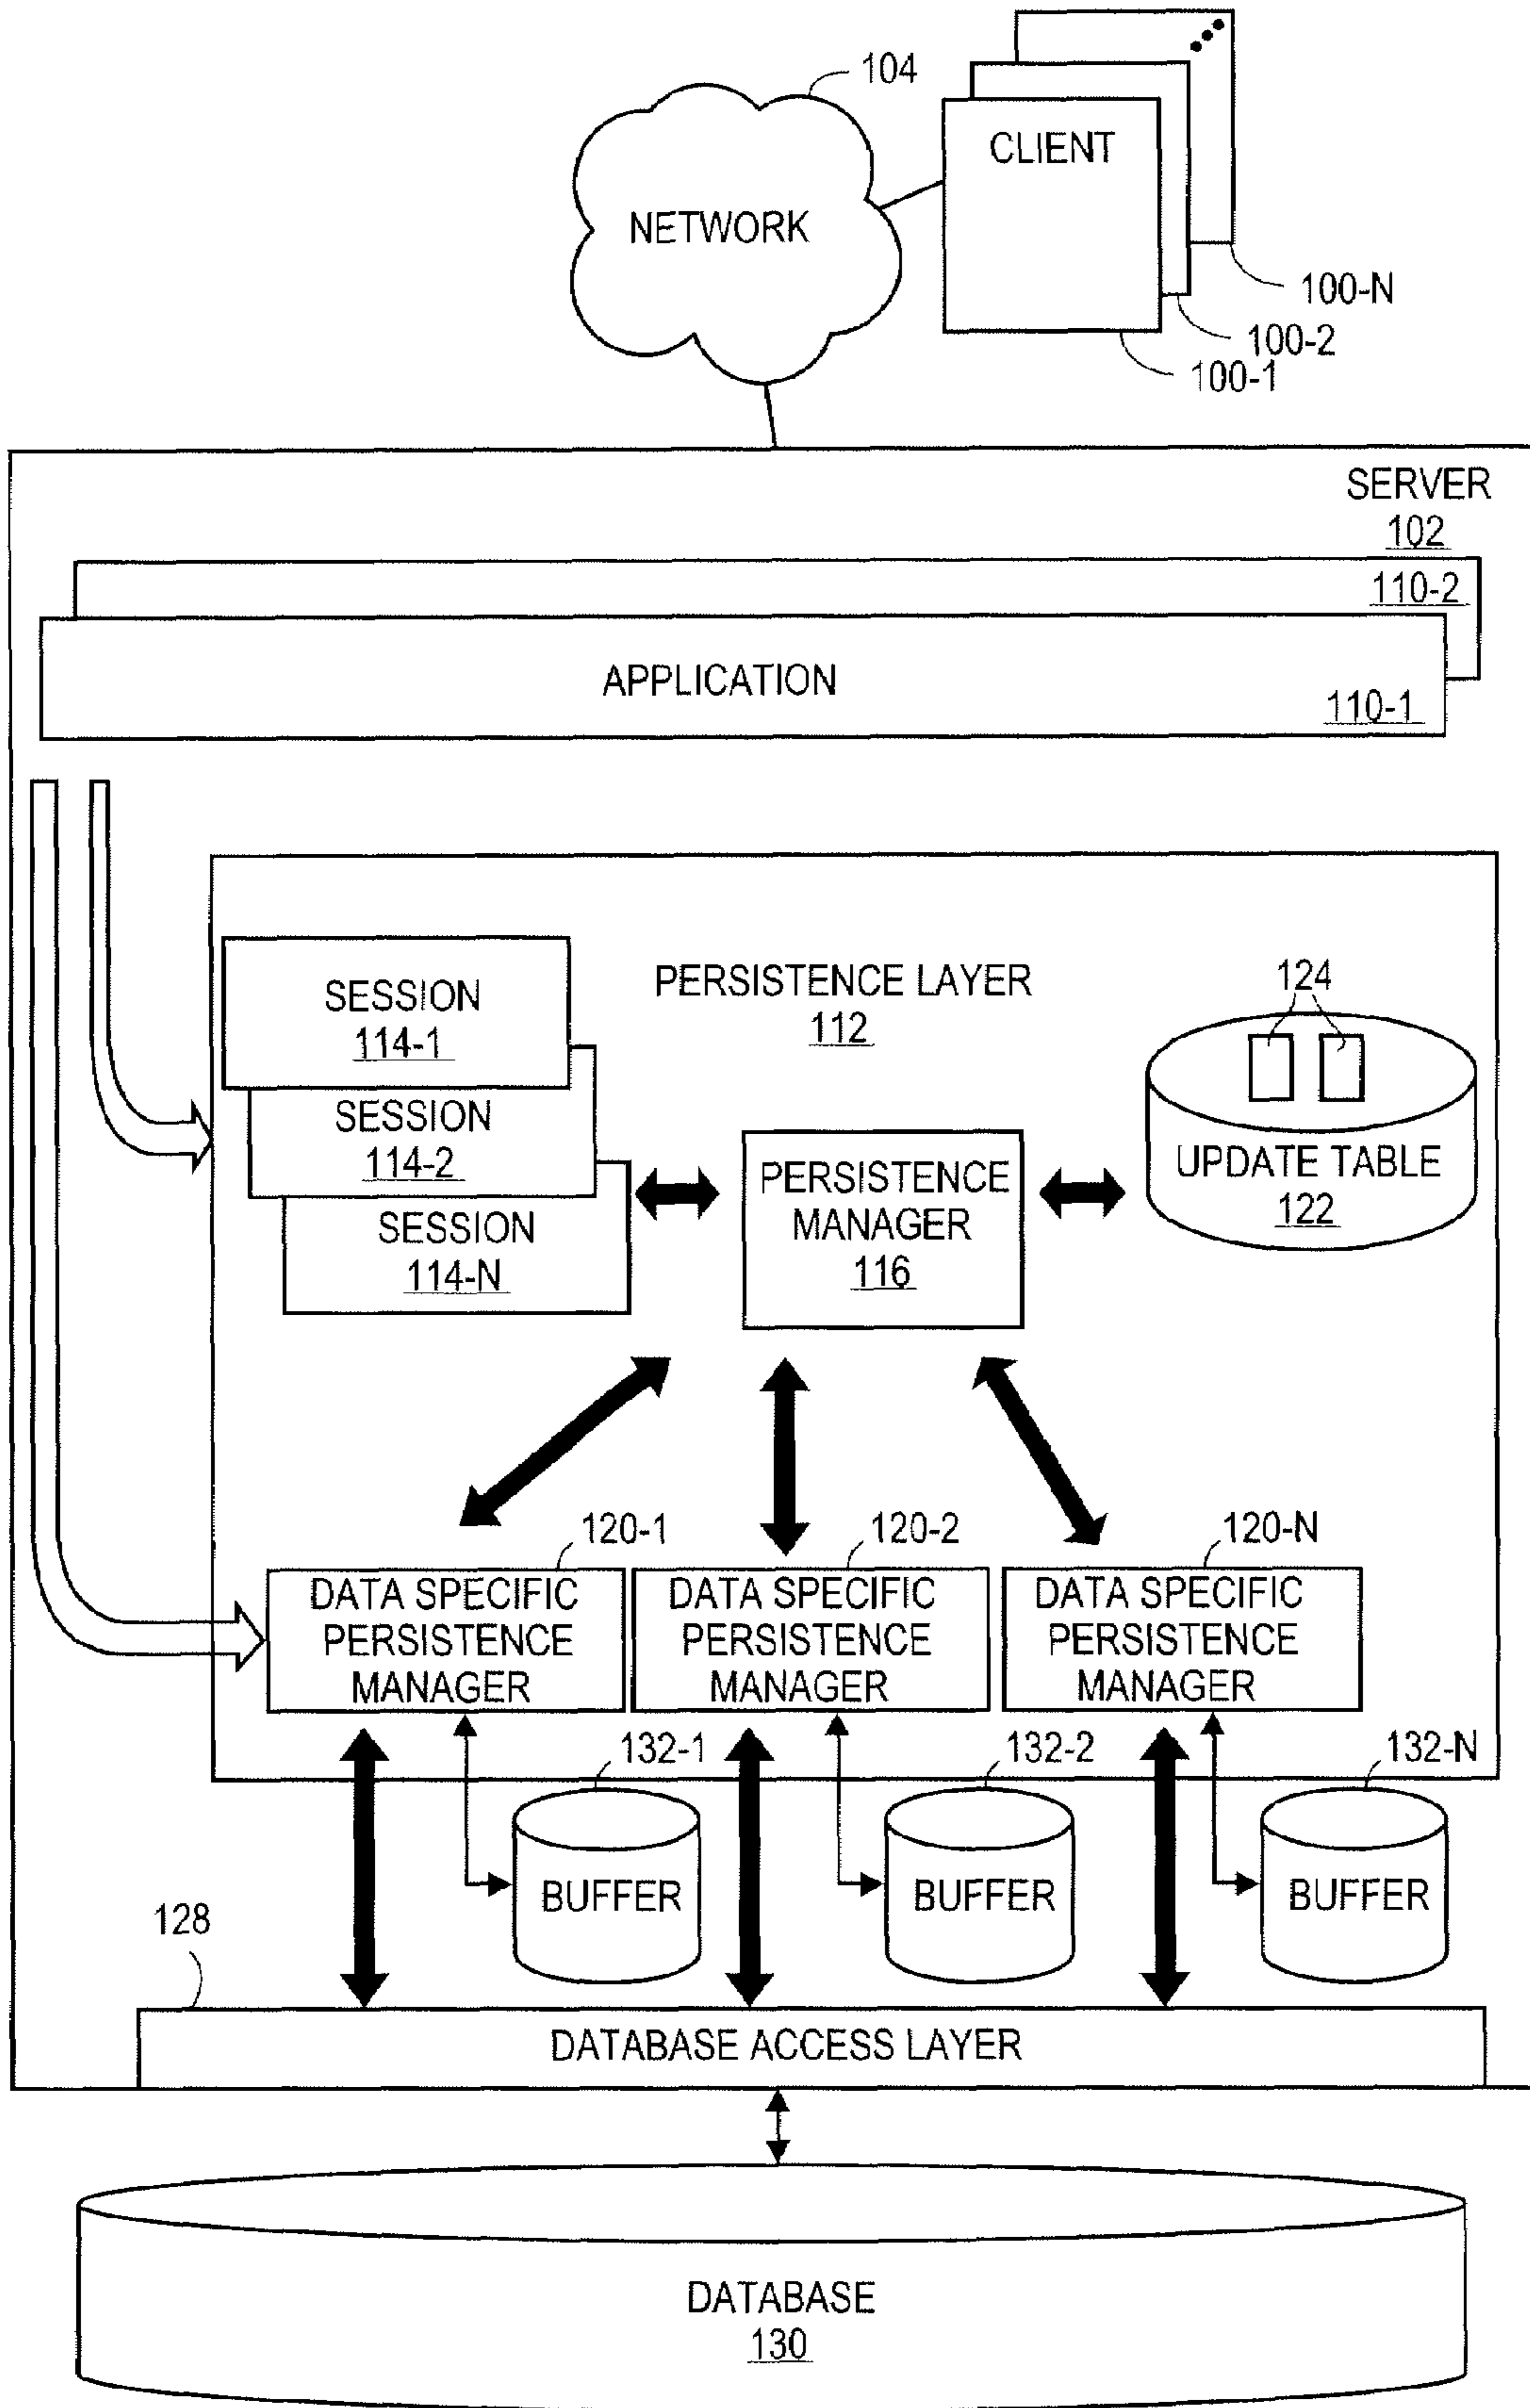 104
CLIENT
NETWORK
100-N
100-2
100-1
SERVER
102
110-2
APPLICATION
110-1
SESSION
114-1
PERSISTENCE LAYER
112
124
SESSION
114-2
PERSISTENCE
MANAGER
116
UPDATE TABLE
122
SESSION
114-N
120-1
120-2
120-N
DATA SPECIFIC
PERSISTENCE
MANAGER
DATA SPECIFIC
PERSISTENCE
MANAGER
DATA SPECIFIC
PERSISTENCE
MANAGER
132-1
132-2
132-N
BUFFER
BUFFER
BUFFER
128
DATABASE ACCESS LAYER
DATABASE
130